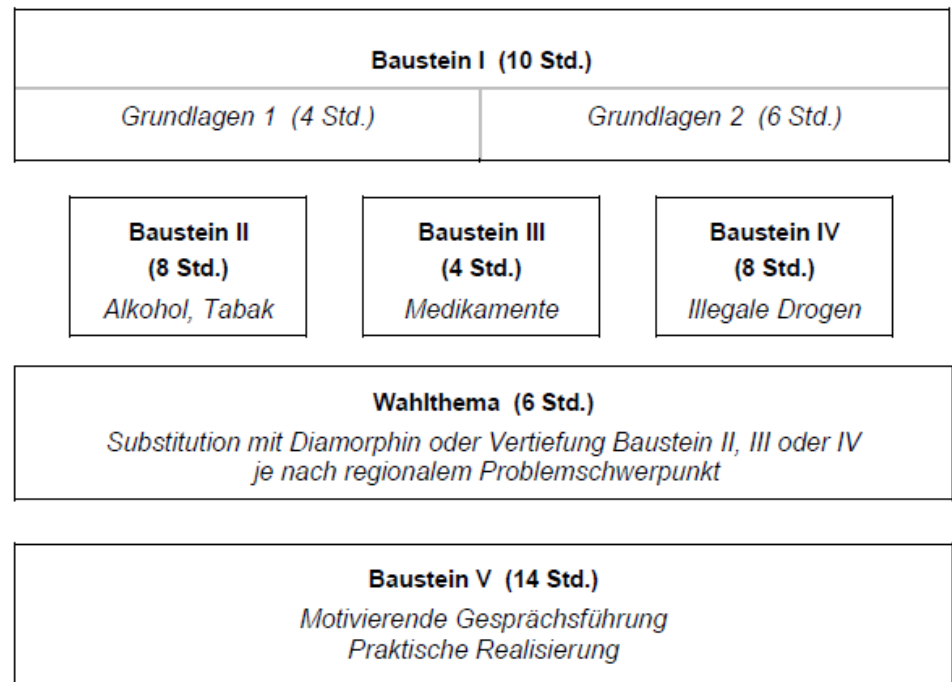 Baustein I (10 Std.)
Grundlagen 1 (4 Std.)
Grundlagen 2 (6 Std.)
Baustein II
(8 Std.)
Alkohol, Tabak
Baustein III
(4 Std.)
Medikamente
Baustein IV
(8 Std.)
Illegale Drogen
Wahlthema (6 Std.)
Substitution mit Diamorphin oder Vertiefung Baustein II, III oder IV
je nach regionalem Problemschwerpunkt
Baustein V (14 Std.)
Motivierende Gesprächsführung
Praktische Realisierung